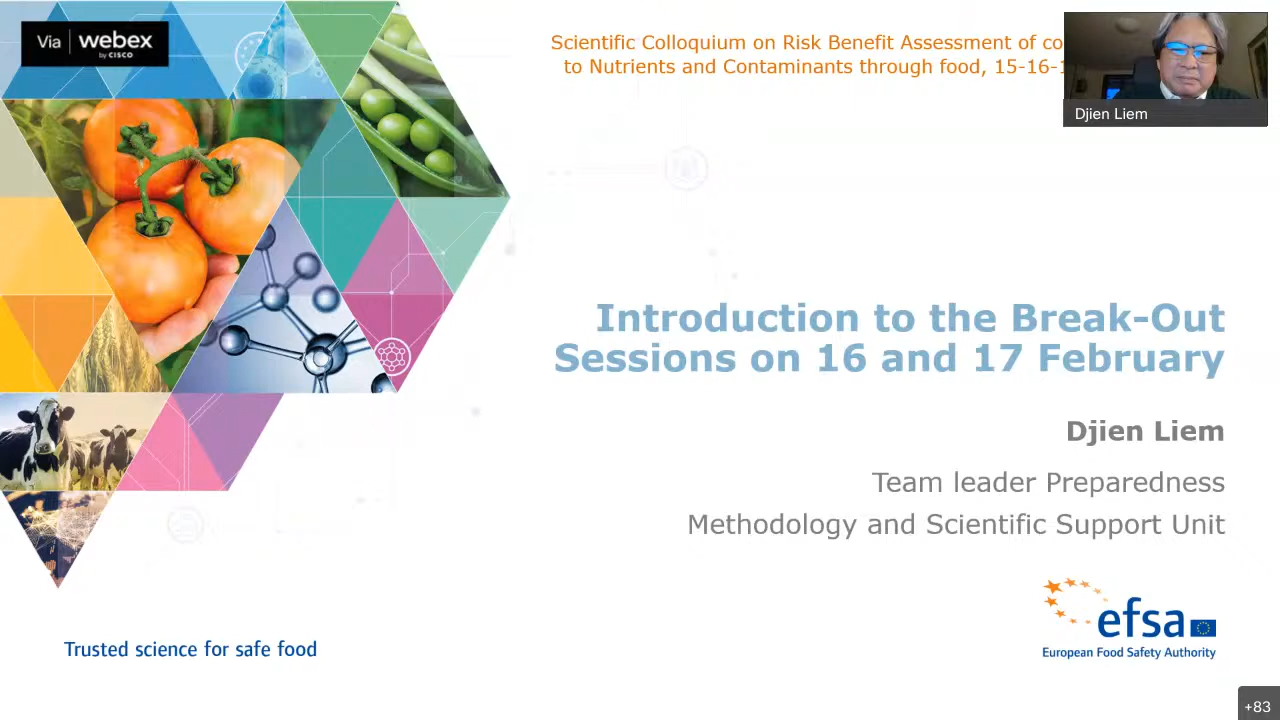 Via webex
by CISCO
Scientific Colloquium on Risk Benefit Assessment of co
to Nutrients and Contaminants through food, 15-16-1
Djien Liem
Introduction to the Break-Out
Sessions on 16 and 17 February
Djien Liem
Team leader Preparedness
Methodology and Scientific Support Unit
efsa
European Food Safety Authority
Trusted science for safe food
+83